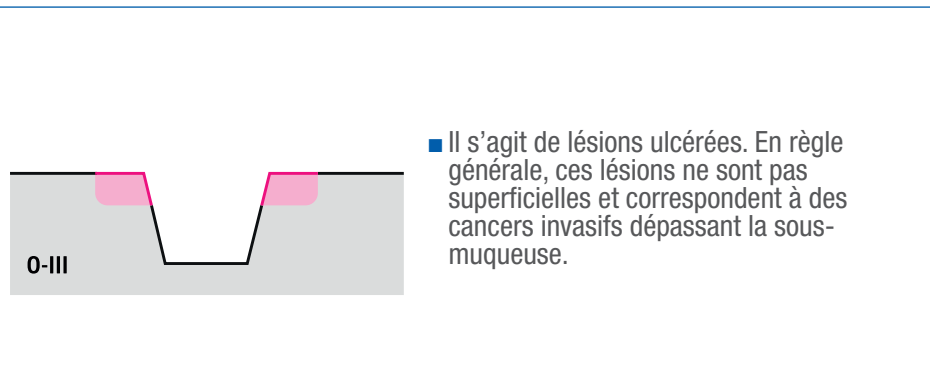 0-III
■ Il s’agit de lésions ulcérées. En règle
générale, ces lésions ne sont pas
superficielles et correspondent à des
cancers invasifs dépassant la sous-
muqueuse.